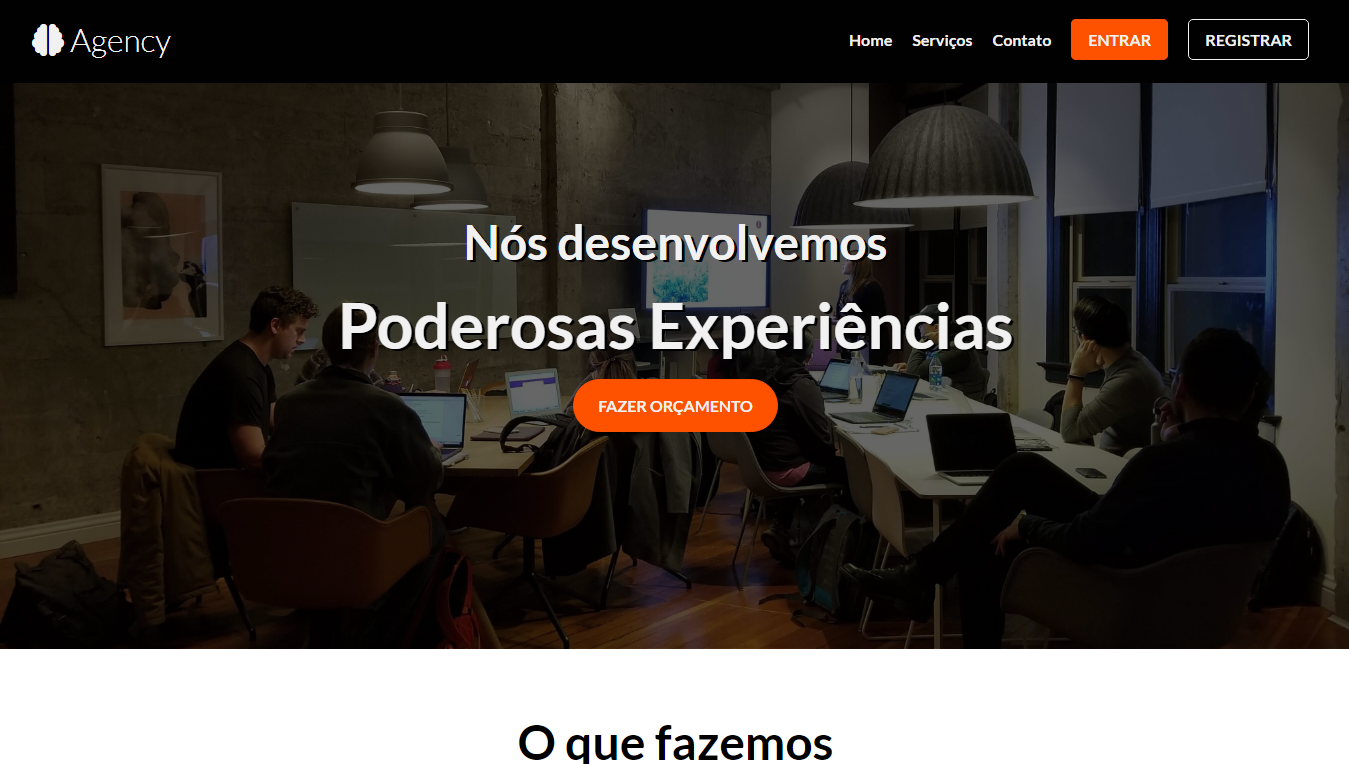 Agency
Home Serviços Contato ENTRAR REGISTRAR
Nós desenvolvemos
Poderosas Experiências
FAZER ORÇAMENTO
O que fazemos